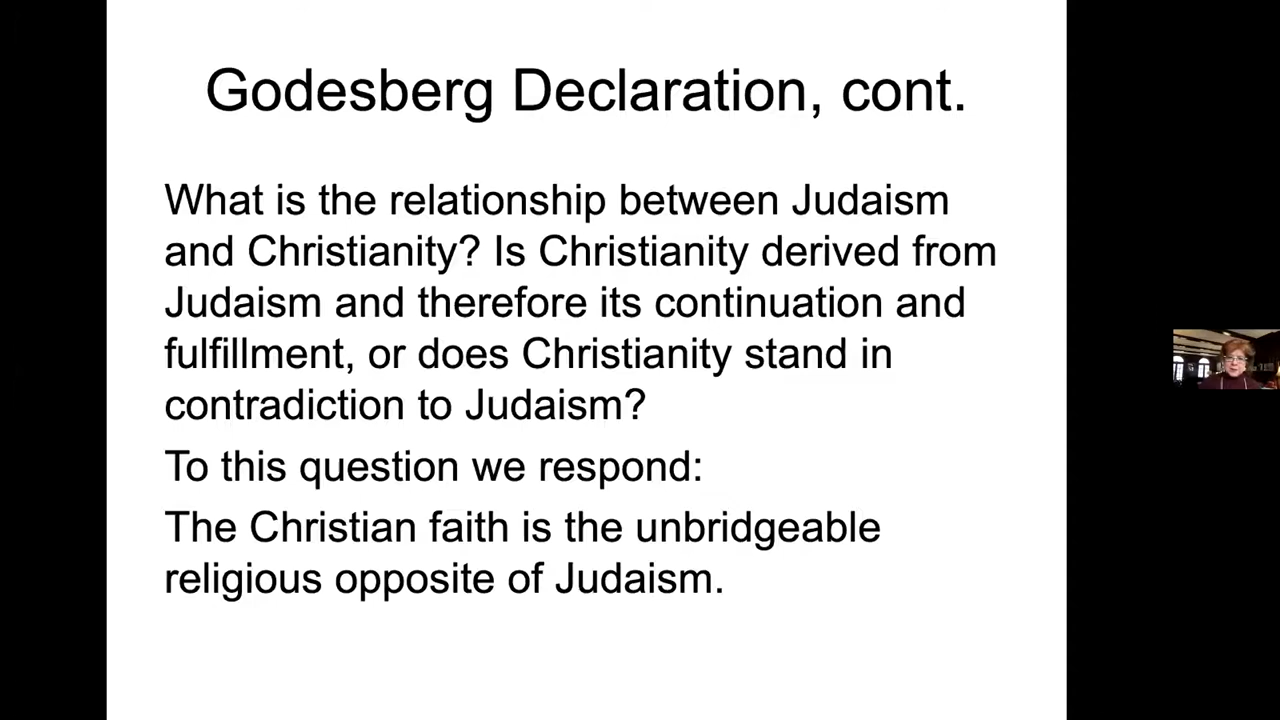 Godesberg Declaration, cont.
What is the relationship between Judaism
and Christianity? Is Christianity derived from
Judaism and therefore its continuation and
fulfillment, or does Christianity stand in
contradiction to Judaism?
To this question we respond:
The Christian faith is the unbridgeable
religious opposite of Judaism.